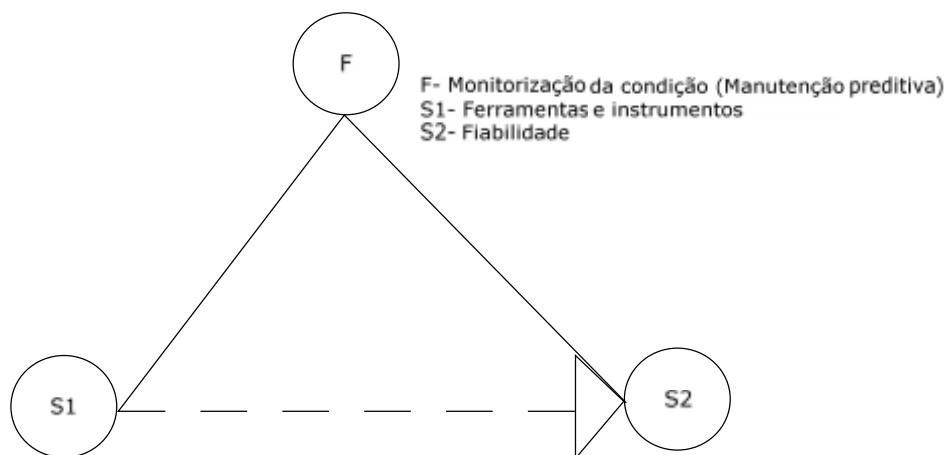 F
F- Monitorização da condição (Manutenção preditiva)
S1- Ferramentas e instrumentos
S2- Fiabilidade
S1
S2